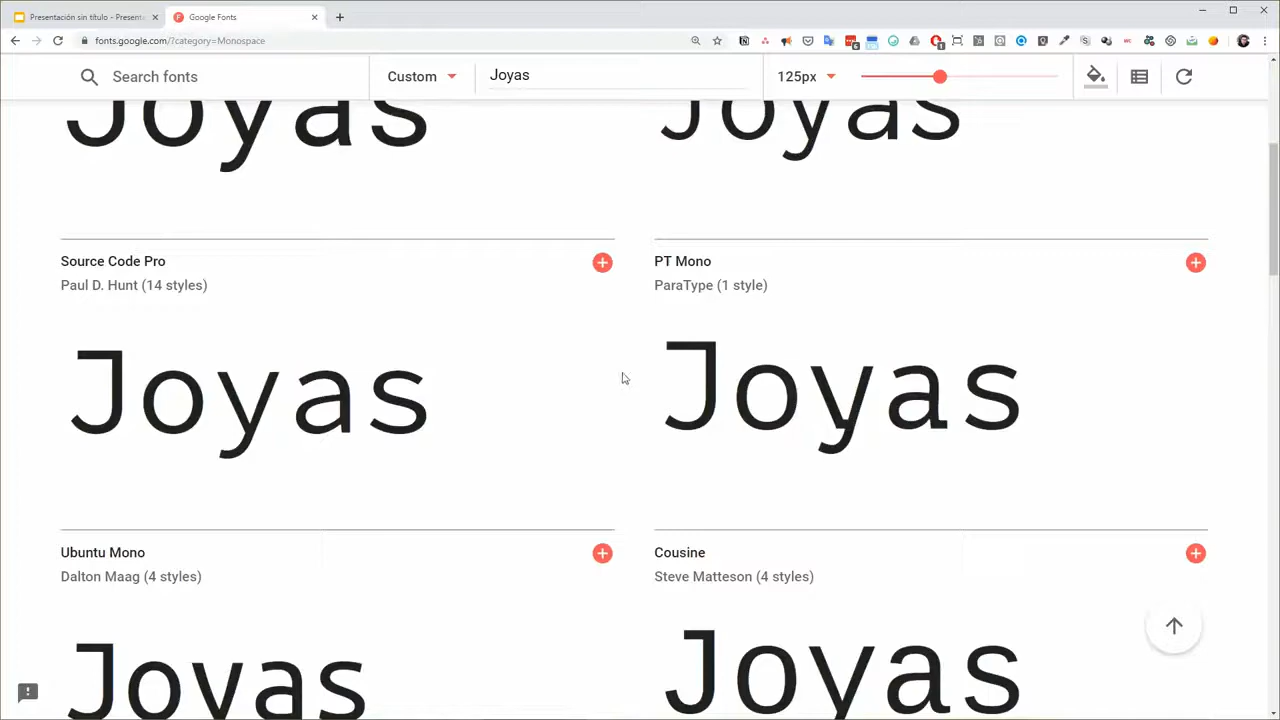 Presentación sin título - Present
Google Fonts
fonts.google.com/?category=Monospace
Search fonts
Custom
Joyas
125px
Joyas
Joyas
Source Code Pro
Paul D. Hunt (14 styles)
PT Mono
ParaType (1 style)
Joyas
Joyas
Ubuntu Mono
Dalton Maag (4 styles)
Cousine
Steve Matteson (4 styles)
Joyas
Joyas